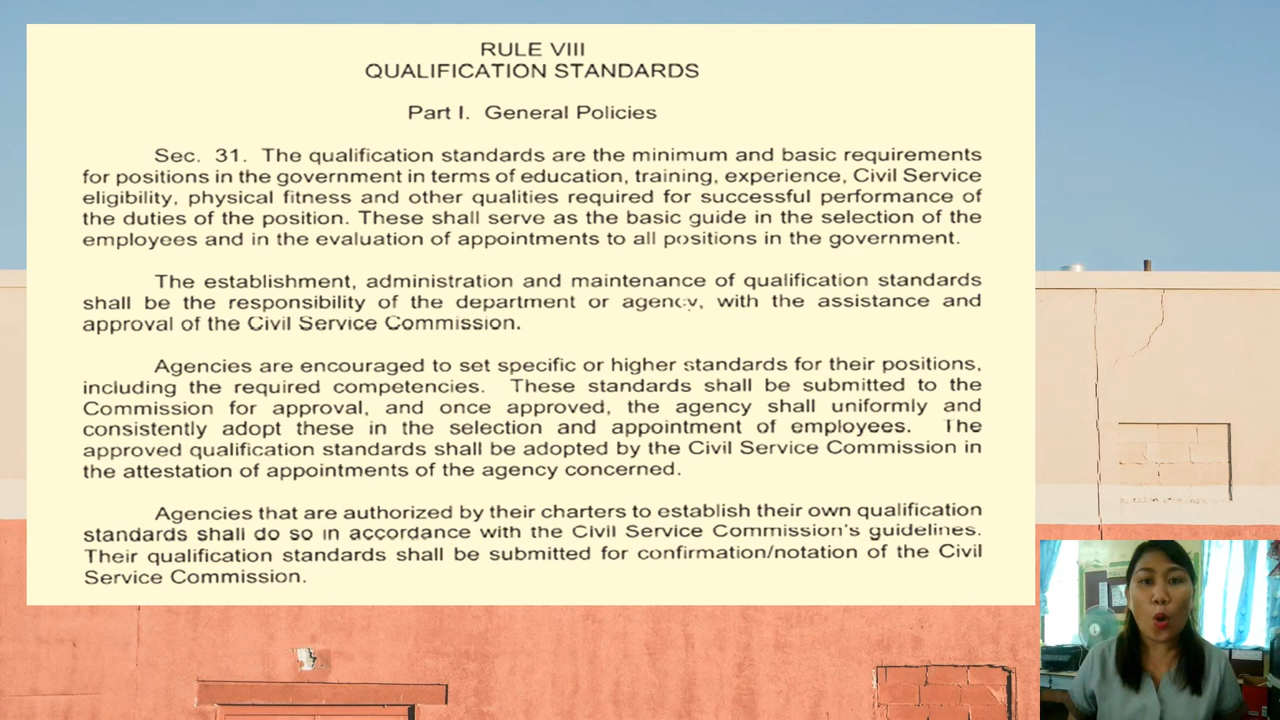 RULE VIII
QUALIFICATION STANDARDS
Part I. General Policies
Sec. 31. The qualification standards are the minimum and basic requirements
for positions in the government in terms of education, training, experience, Civil Service
eligibility, physical fitness and other qualities required for successful performance of
the duties of the position. These shall serve as the basic guide in the selection of the
employees and in the evaluation of appointments to all positions in the government.
The establishment, administration and maintenance of qualification standards
shall be the responsibility of the department or agency, with the assistance and
approval of the Civil Service Commission.
Agencies are encouraged to set specific or higher standards for their positions,
including the required competencies. These standards shall be submitted to the
Commission for approval, and once approved, the agency shall uniformly and
consistently adopt these in the selection and appointment of employees. The
approved qualification standards shall be adopted by the Civil Service Commission in
the attestation of appointments of the agency concerned.
Agencies that are authorized by their charters to establish their own qualification
standards shall do so in accordance with the Civil Service Commission's guidelines.
Their qualification standards shall be submitted for confirmation/notation of the Civil
Service Commission.